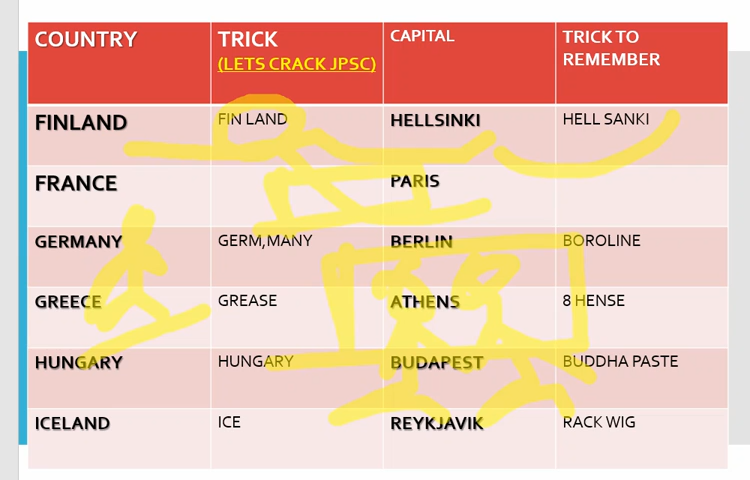 COUNTRY TRICK CAPITAL TRICK TO
(LETS CRACK JPSC) REMEMBER
FINLAND FIN LAND HELLSINKI HELL SANKI
FRANCE PARIS
GERMANY GERM,MANY BERLIN BOROLINE
GREECE GREASE ATHENS 8 HENSE
HUNGARY HUNGARY BUDAPEST BUDDHA PASTE
ICELAND ICE REYKJAVIK RACK WIG